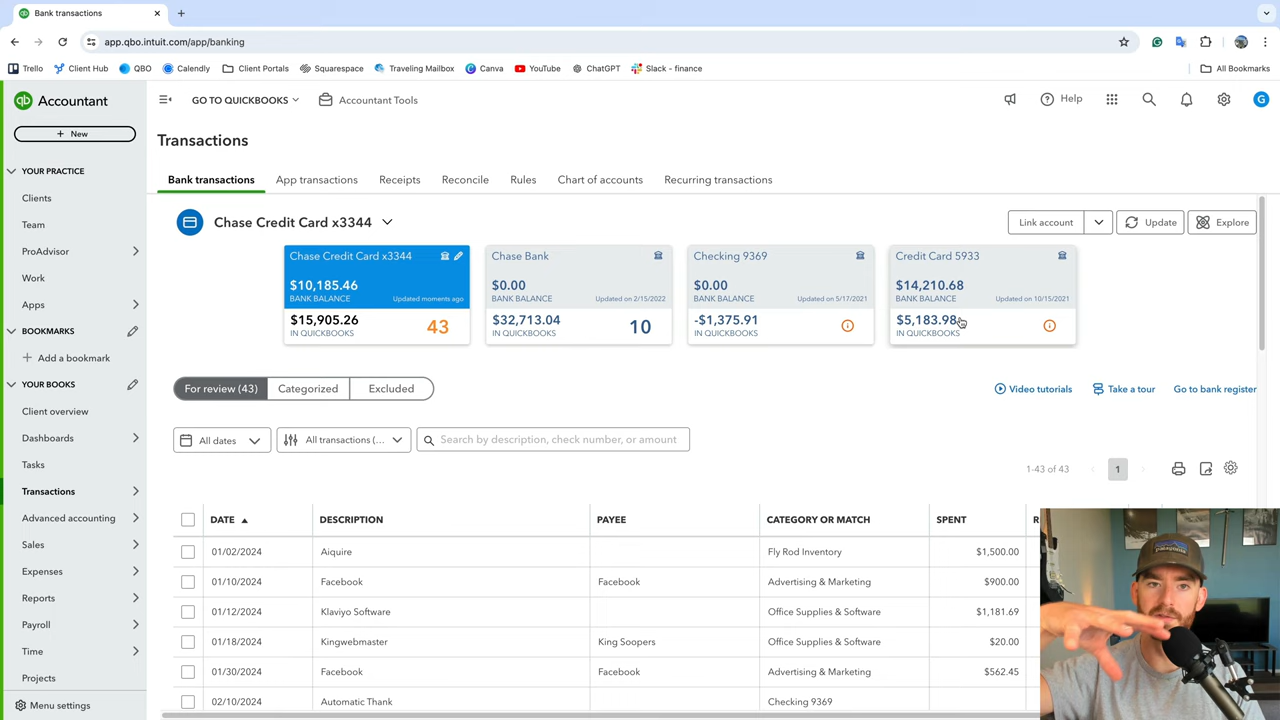 Bank transactions
app.qbo.intuit.com/app/banking
Trello Client Hub QBO Calendly Client Portals Squarespace Traveling Mailbox Canva YouTube ChatGPT Slack - finance All Bookmarks
qb Accountant
GO TO QUICKBOOKS Accountant Tools Help G
+ New
Transactions
YOUR PRACTICE
Clients
Team
ProAdvisor
Work
Apps
BOOKMARKS
+ Add a bookmark
YOUR BOOKS
Client overview
Dashboards
Tasks
Transactions
Advanced accounting
Sales
Expenses
Reports
Payroll
Time
Projects
Menu settings
Bank transactions App transactions Receipts Reconcile Rules Chart of accounts Recurring transactions
Chase Credit Card x3344
Link account Update Explore
Chase Credit Card x3344
$10,185.46
BANK BALANCE Updated moments ago
$15,905.26
IN QUICKBOOKS
43
Chase Bank
$0.00
BANK BALANCE Updated on 2/15/2022
$32,713.04
IN QUICKBOOKS
10
Checking 9369
$0.00
BANK BALANCE Updated on 5/17/2021
-$1,375.91
IN QUICKBOOKS
Credit Card 5933
$14,210.68
BANK BALANCE Updated on 10/15/2021
$5,183.98
IN QUICKBOOKS
For review (43) Categorized Excluded
Video tutorials Take a tour Go to bank register
All dates All transactions (... Search by description, check number, or amount
1-43 of 43 1
DATE DESCRIPTION PAYEE CATEGORY OR MATCH SPENT R
01/02/2024 Aiquire Fly Rod Inventory $1,500.00
01/10/2024 Facebook Facebook Advertising & Marketing $900.00
01/12/2024 Klaviyo Software Office Supplies & Software $1,181.69
01/18/2024 Kingwebmaster King Soopers Office Supplies & Software $20.00
01/30/2024 Facebook Facebook Advertising & Marketing $562.45
02/10/2024 Automatic Thank Checking 9369